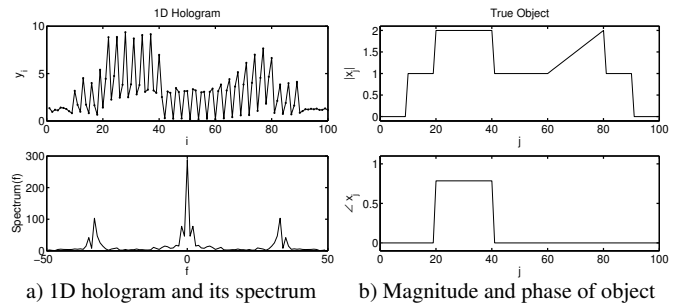 1D Hologram
10
5
0
0 20 40 60 80 100
y_i
i
300
200
100
0
−50 0 50
Spectrum(f)
f
a) 1D hologram and its spectrum
True Object
2
1.5
1
0.5
0
0 20 40 60 80 100
|x_j|
j
1
0.5
0
0 20 40 60 80 100
∠ x_j
j
b) Magnitude and phase of object